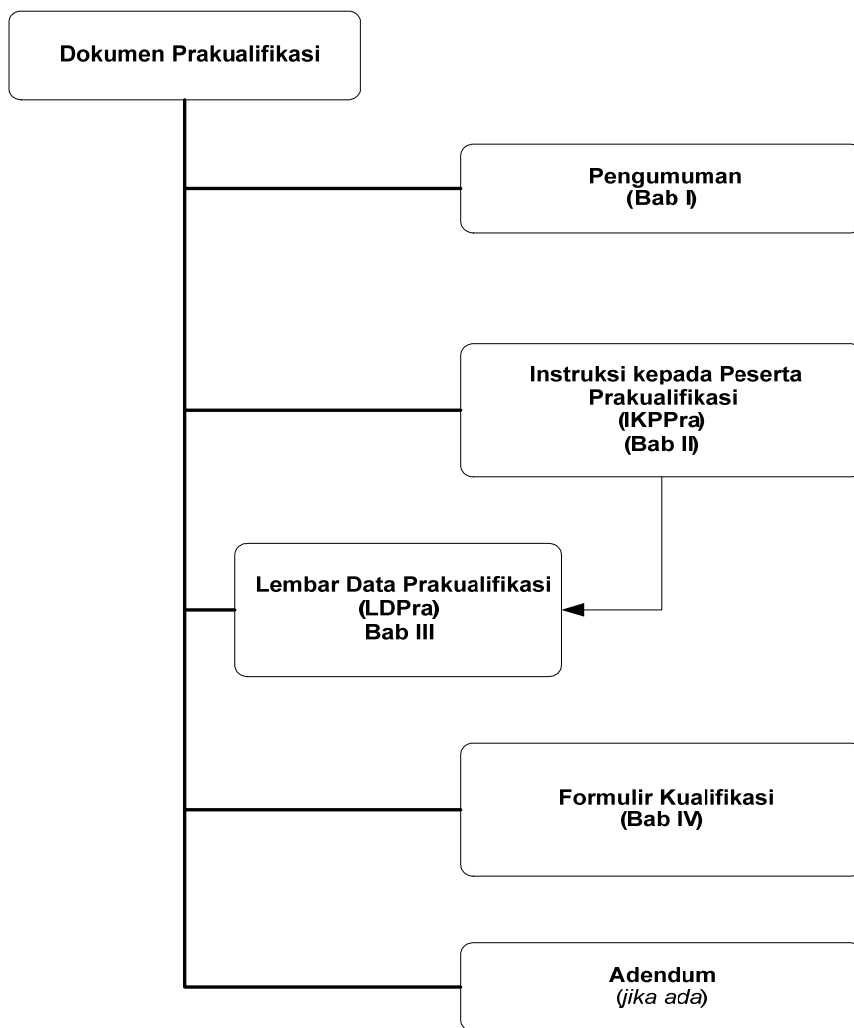 Dokumen Prakualifikasi
Pengumuman
(Bab I)
Instruksi kepada Peserta
Prakualifikasi
(IKPPra)
(Bab II)
Lembar Data Prakualifikasi
(LDPra)
Bab III
Formulir Kualifikasi
(Bab IV)
Adendum
(jika ada)